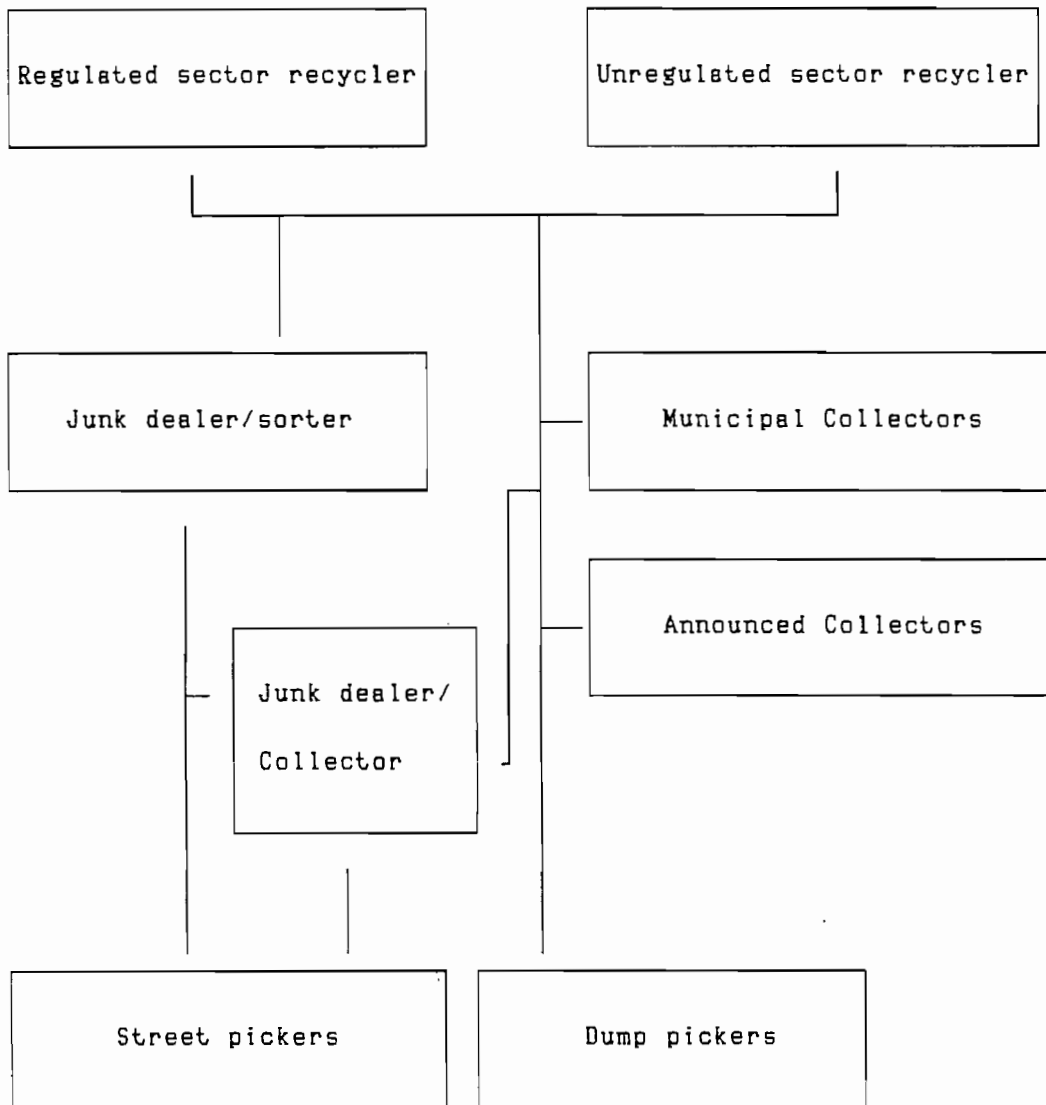 Regulated sector recycler
Unregulated sector recycler
Junk dealer/sorter
Municipal Collectors
Announced Collectors
Junk dealer/
Collector
Street pickers
Dump pickers